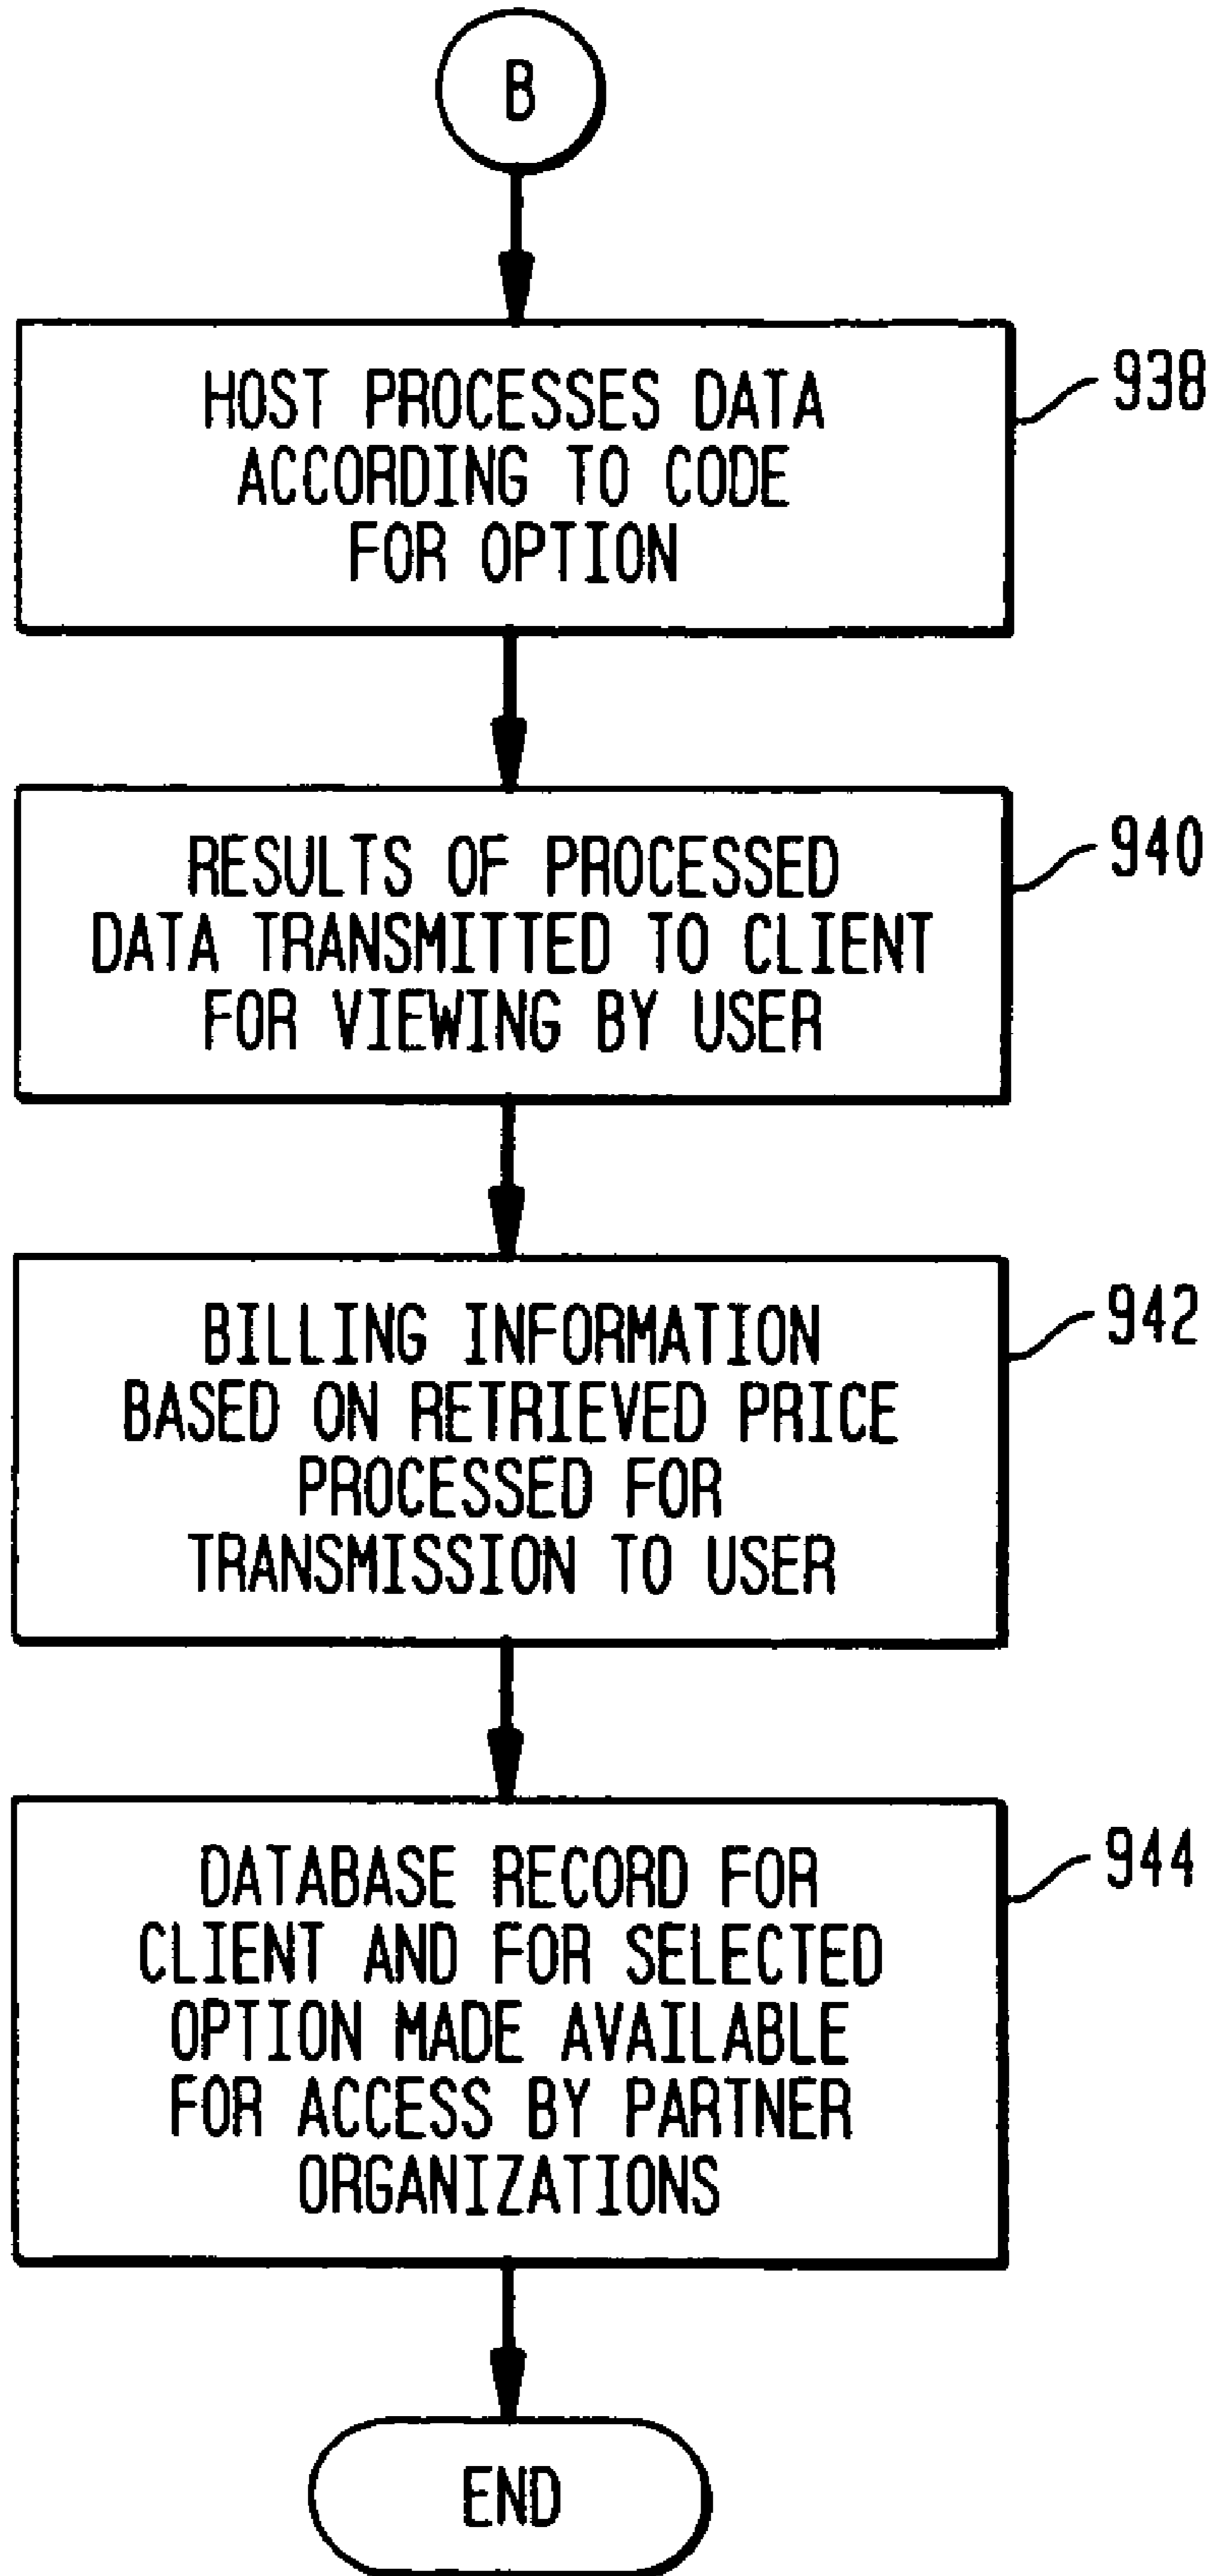 B
HOST PROCESSES DATA
ACCORDING TO CODE
FOR OPTION
938
RESULTS OF PROCESSED
DATA TRANSMITTED TO CLIENT
FOR VIEWING BY USER
940
BILLING INFORMATION
BASED ON RETRIEVED PRICE
PROCESSED FOR
TRANSMISSION TO USER
942
DATABASE RECORD FOR
CLIENT AND FOR SELECTED
OPTION MADE AVAILABLE
FOR ACCESS BY PARTNER
ORGANIZATIONS
944
END